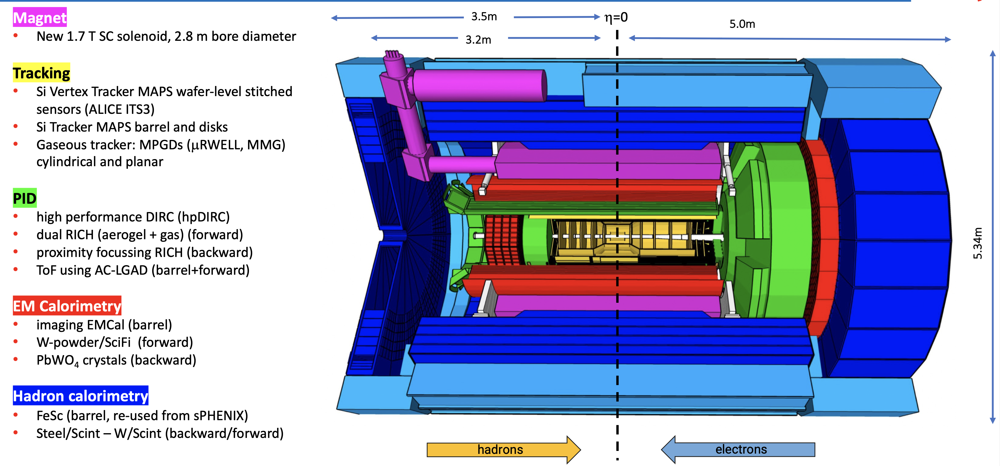 Magnet
• New 1.7 T SC solenoid, 2.8 m bore diameter
Tracking
• Si Vertex Tracker MAPS wafer-level stitched
sensors (ALICE ITS3)
• Si Tracker MAPS barrel and disks
• Gaseous tracker: MPGDs (μRWELL, MMG)
cylindrical and planar
PID
• high performance DIRC (hpDIRC)
• dual RICH (aerogel + gas) (forward)
• proximity focussing RICH (backward)
• ToF using AC-LGAD (barrel+forward)
EM Calorimetry
• imaging EMCal (barrel)
• W-powder/SciFi (forward)
• PbWO₄ crystals (backward)
Hadron calorimetry
• FeSc (barrel, re-used from sPHENIX)
• Steel/Scint – W/Scint (backward/forward)
3.5m
η=0
5.0m
3.2m
5.34m
hadrons
electrons